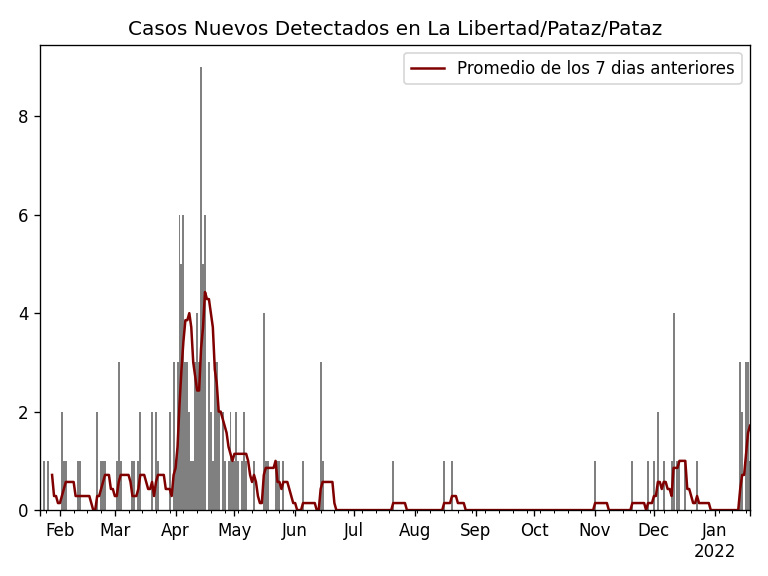 Casos Nuevos Detectados en La Libertad/Pataz/Pataz
Promedio de los 7 dias anteriores
8
6
4
2
0
Feb Mar Apr May Jun Jul Aug Sep Oct Nov Dec Jan
2022